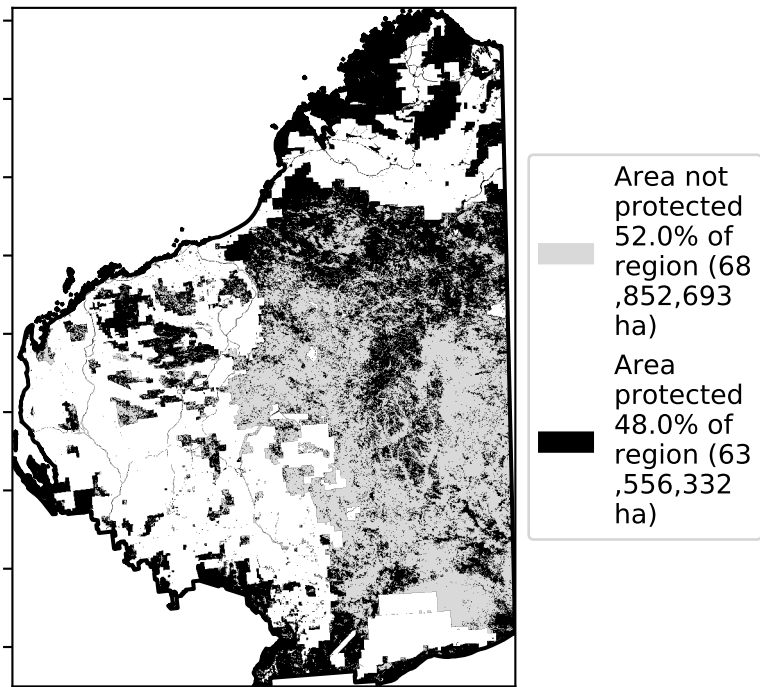 Area not
protected
52.0% of
region (68
,852,693
ha)
Area
protected
48.0% of
region (63
,556,332
ha)